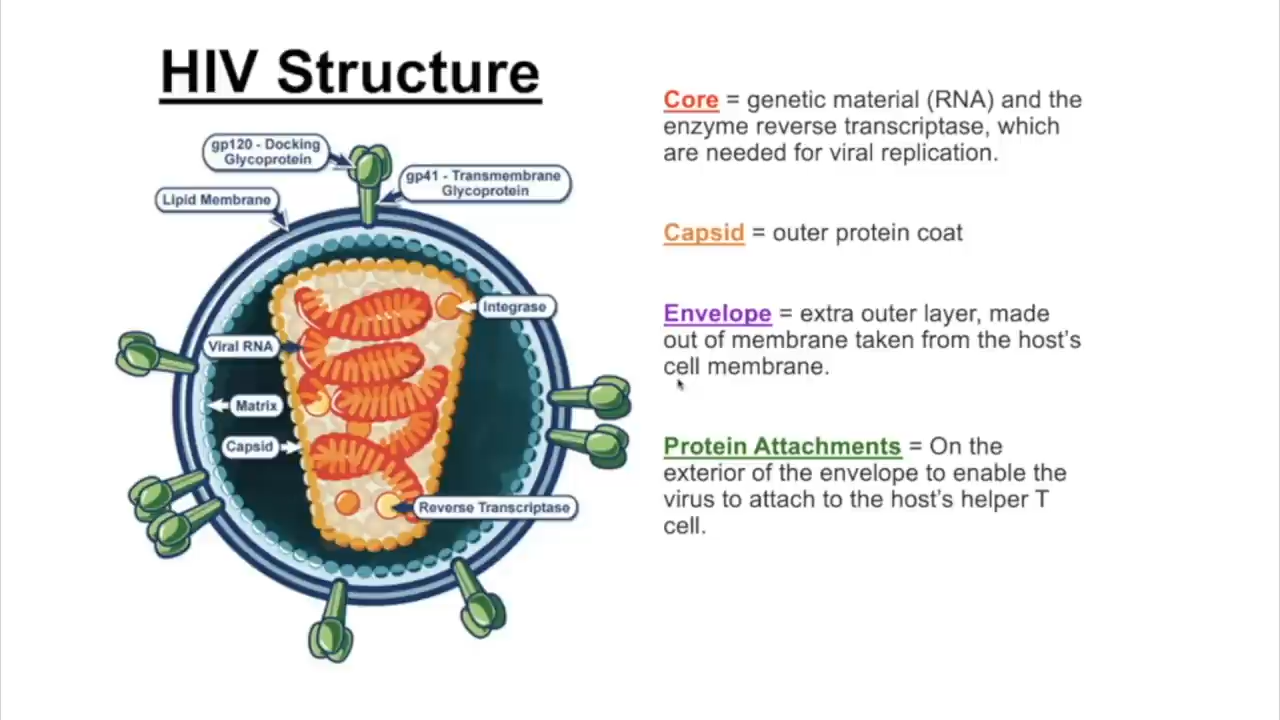 HIV Structure
gp120 - Docking
Glycoprotein
gp41 - Transmembrane
Glycoprotein
Lipid Membrane
Integrase
Viral RNA
Matrix
Capsid
Reverse Transcriptase
Core = genetic material (RNA) and the
enzyme reverse transcriptase, which
are needed for viral replication.
Capsid = outer protein coat
Envelope = extra outer layer, made
out of membrane taken from the host's
cell membrane.
Protein Attachments = On the
exterior of the envelope to enable the
virus to attach to the host's helper T
cell.